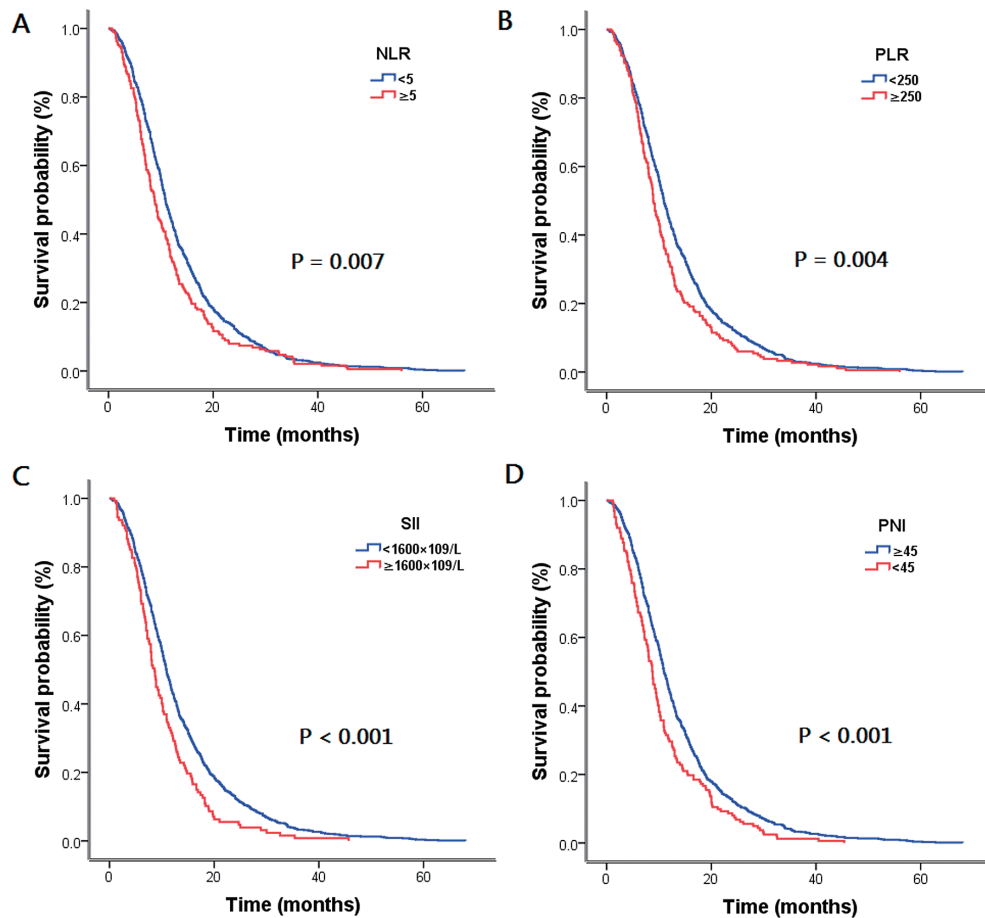 A
NLR
<5
≥5
Survival probability (%)
1.0
0.8
0.6
0.4
0.2
0.0
P = 0.007
0 20 40 60
Time (months)
B
PLR
<250
≥250
Survival probability (%)
1.0
0.8
0.6
0.4
0.2
0.0
P = 0.004
0 20 40 60
Time (months)
C
SII
<1600×109/L
≥1600×109/L
Survival probability (%)
1.0
0.8
0.6
0.4
0.2
0.0
P < 0.001
0 20 40 60
Time (months)
D
PNI
≥45
<45
Survival probability (%)
1.0
0.8
0.6
0.4
0.2
0.0
P < 0.001
0 20 40 60
Time (months)